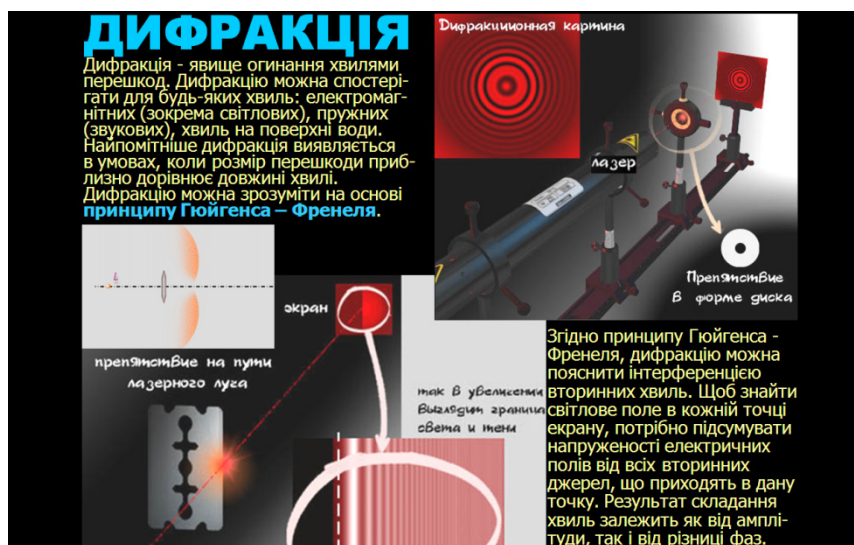 ДИФРАКЦІЯ
Дифракція - явище огинання хвилями
перешкод. Дифракцію можна спостері-
гати для будь-яких хвиль: електромаг-
нітних (зокрема світлових), пружних
(звукових), хвиль на поверхні води.
Найпомітніше дифракція виявляється
в умовах, коли розмір перешкоди приб-
лизно дорівнює довжині хвилі.
Дифракцію можна зрозуміти на основі
принципу Гюйгенса – Френеля.
Дифракционная картина
лазер
Препятствие
в форме диска
экран
препятствие на пути
лазерного луча
так в увеличении
выглядит граница
света и тени
Згідно принципу Гюйгенса -
Френеля, дифракцію можна
пояснити інтерференцією
вторинних хвиль. Щоб знайти
світлове поле в кожній точці
екрану, потрібно підсумувати
напруженості електричних
полів від всіх вторинних
джерел, що приходять в дану
точку. Результат складання
хвиль залежить як від амплі-
туди, так і від різниці фаз.